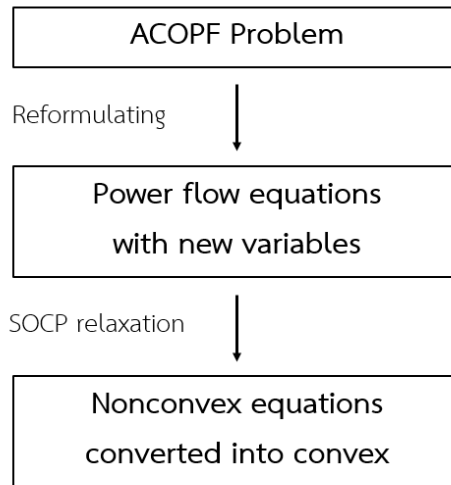 ACOPF Problem
Reformulating
Power flow equations
with new variables
SOCP relaxation
Nonconvex equations
converted into convex